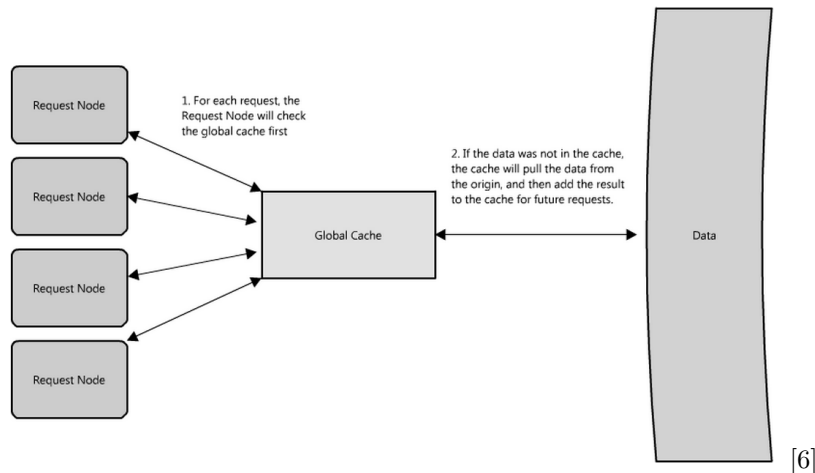 Request Node
1. For each request, the
Request Node will check
the global cache first
Request Node
2. If the data was not in the cache,
the cache will pull the data from
the origin, and then add the result
to the cache for future requests.
Global Cache
Data
Request Node
Request Node
[6]